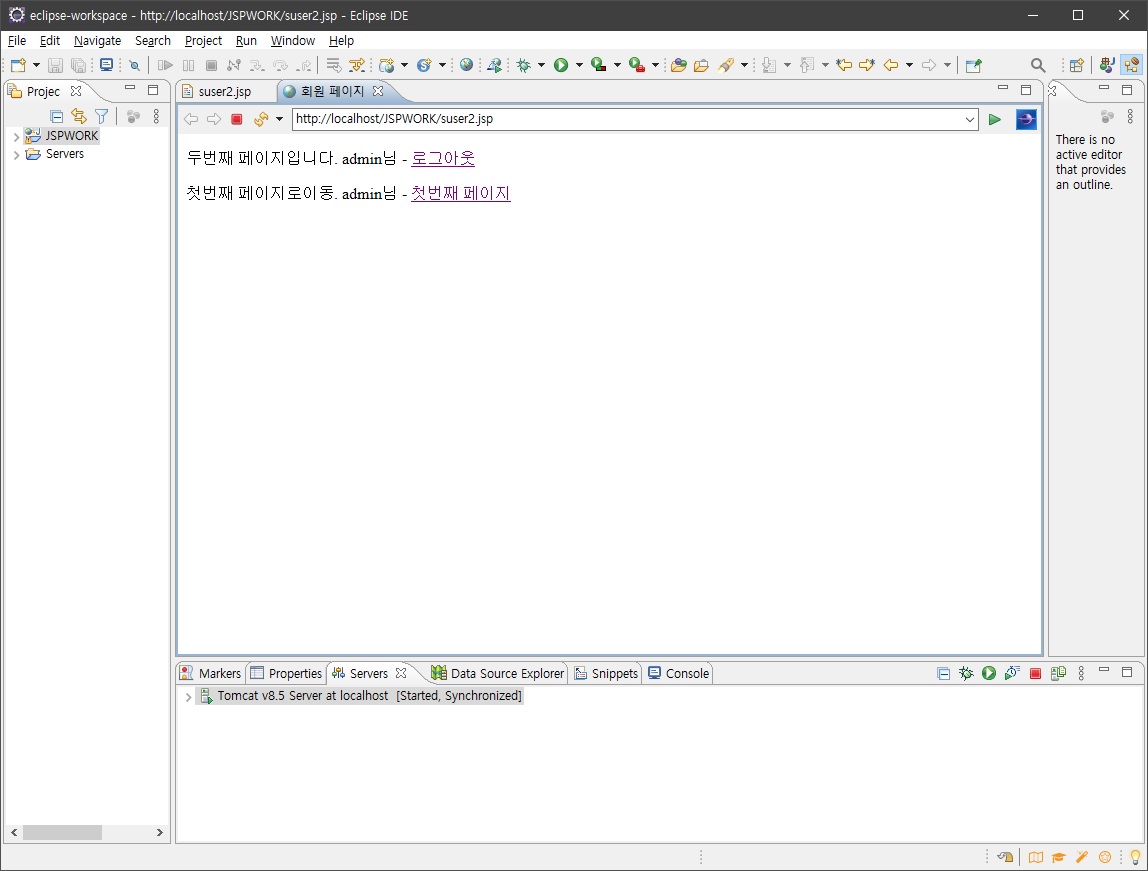 eclipse-workspace - http://localhost/JSPWORK/suser2.jsp - Eclipse IDE
File Edit Navigate Search Project Run Window Help
Projec
JSPWORK
Servers
suser2.jsp
회원 페이지
http://localhost/JSPWORK/suser2.jsp
두번째 페이지입니다. admin님 - 로그아웃
첫번째 페이지로이동. admin님 - 첫번째 페이지
There is no
active editor
that provides
an outline.
Markers Properties Servers Data Source Explorer Snippets Console
Tomcat v8.5 Server at localhost [Started, Synchronized]